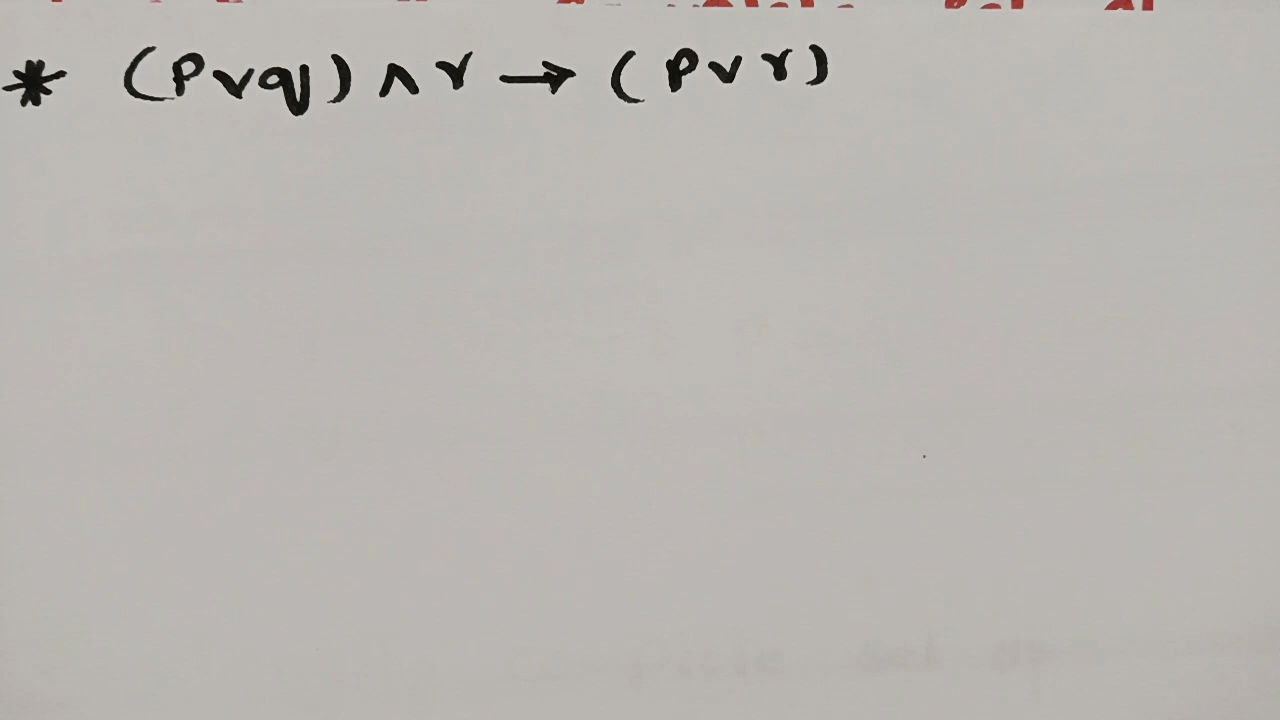 * (p∨q) ∧ r → (p∨r)